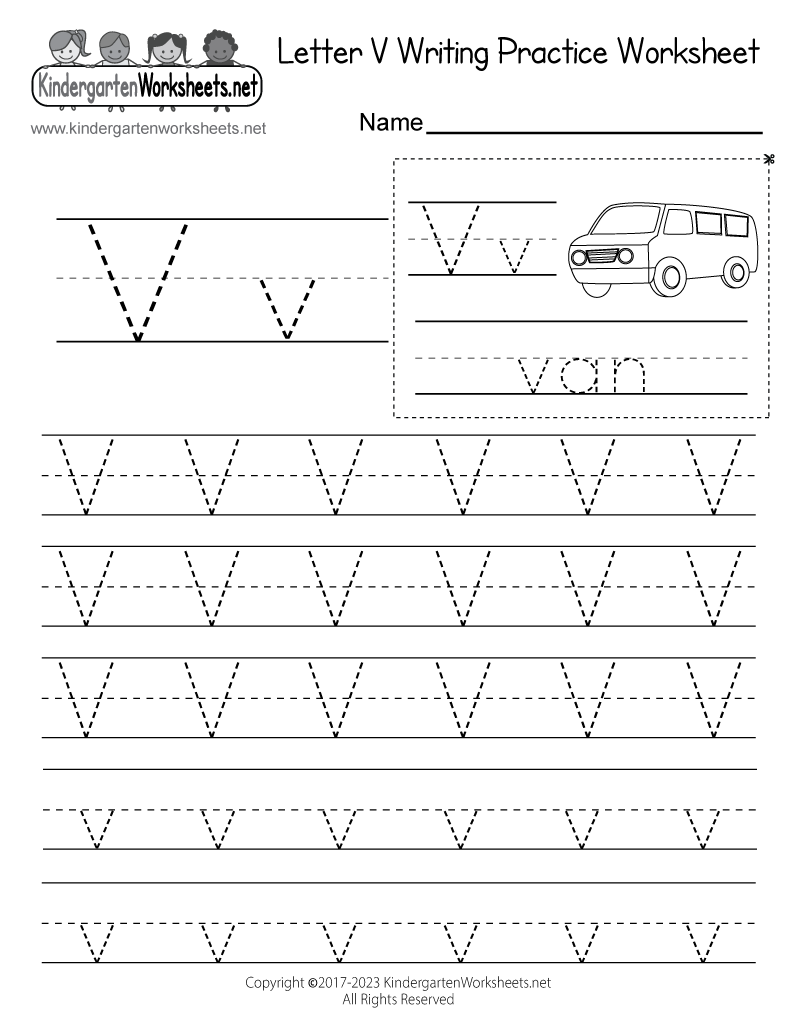 Letter V Writing Practice Worksheet
KindergartenWorksheets.net
www.kindergartenworksheets.net
Name
V v
V v
van
V V V V V V
V V V V V V
V V V V V V
v v v v v v
v v v v v v
Copyright ©2017-2023 KindergartenWorksheets.net
All Rights Reserved